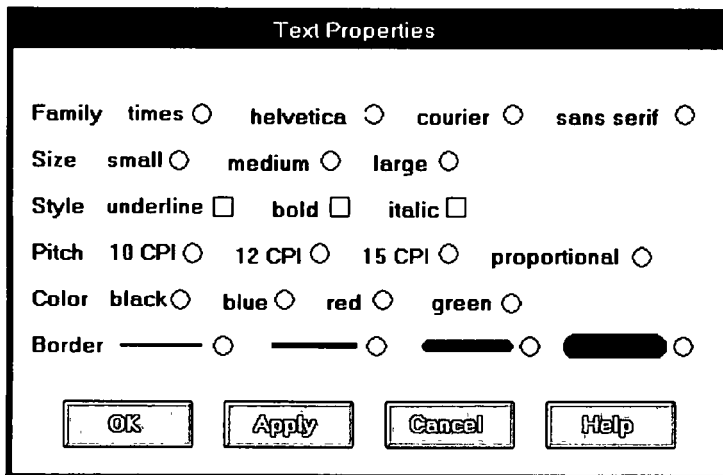 Text Properties
Family times helvetica courier sans serif
Size small medium large
Style underline bold italic
Pitch 10 CPI 12 CPI 15 CPI proportional
Color black blue red green
Border
OK Apply Cancel Help